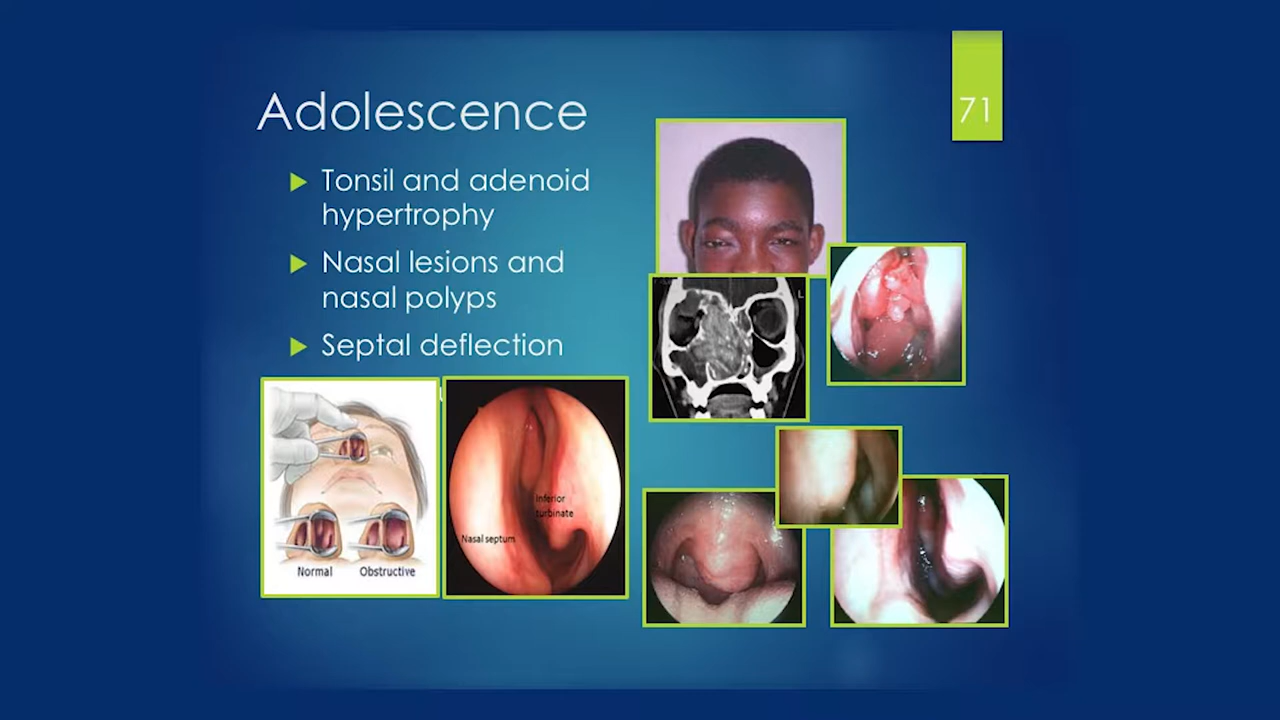 71
Adolescence
Tonsil and adenoid
hypertrophy
Nasal lesions and
nasal polyps
Septal deflection
Normal
Obstructive
Inferior
turbinate
Nasal septum
L